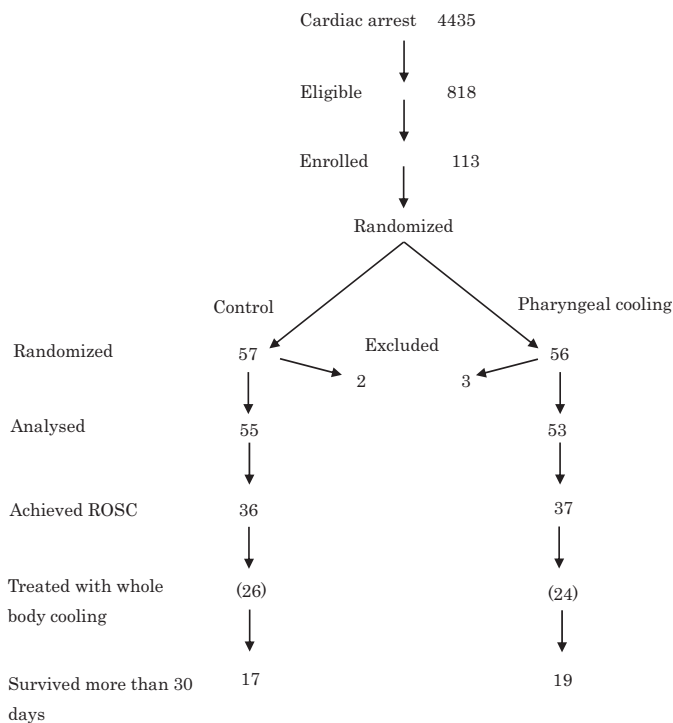 Cardiac arrest 4435
Eligible 818
Enrolled 113
Randomized
Control Pharyngeal cooling
Randomized 57 Excluded 56
2 3
Analysed 55 53
Achieved ROSC 36 37
Treated with whole
body cooling (26) (24)
Survived more than 30
days 17 19